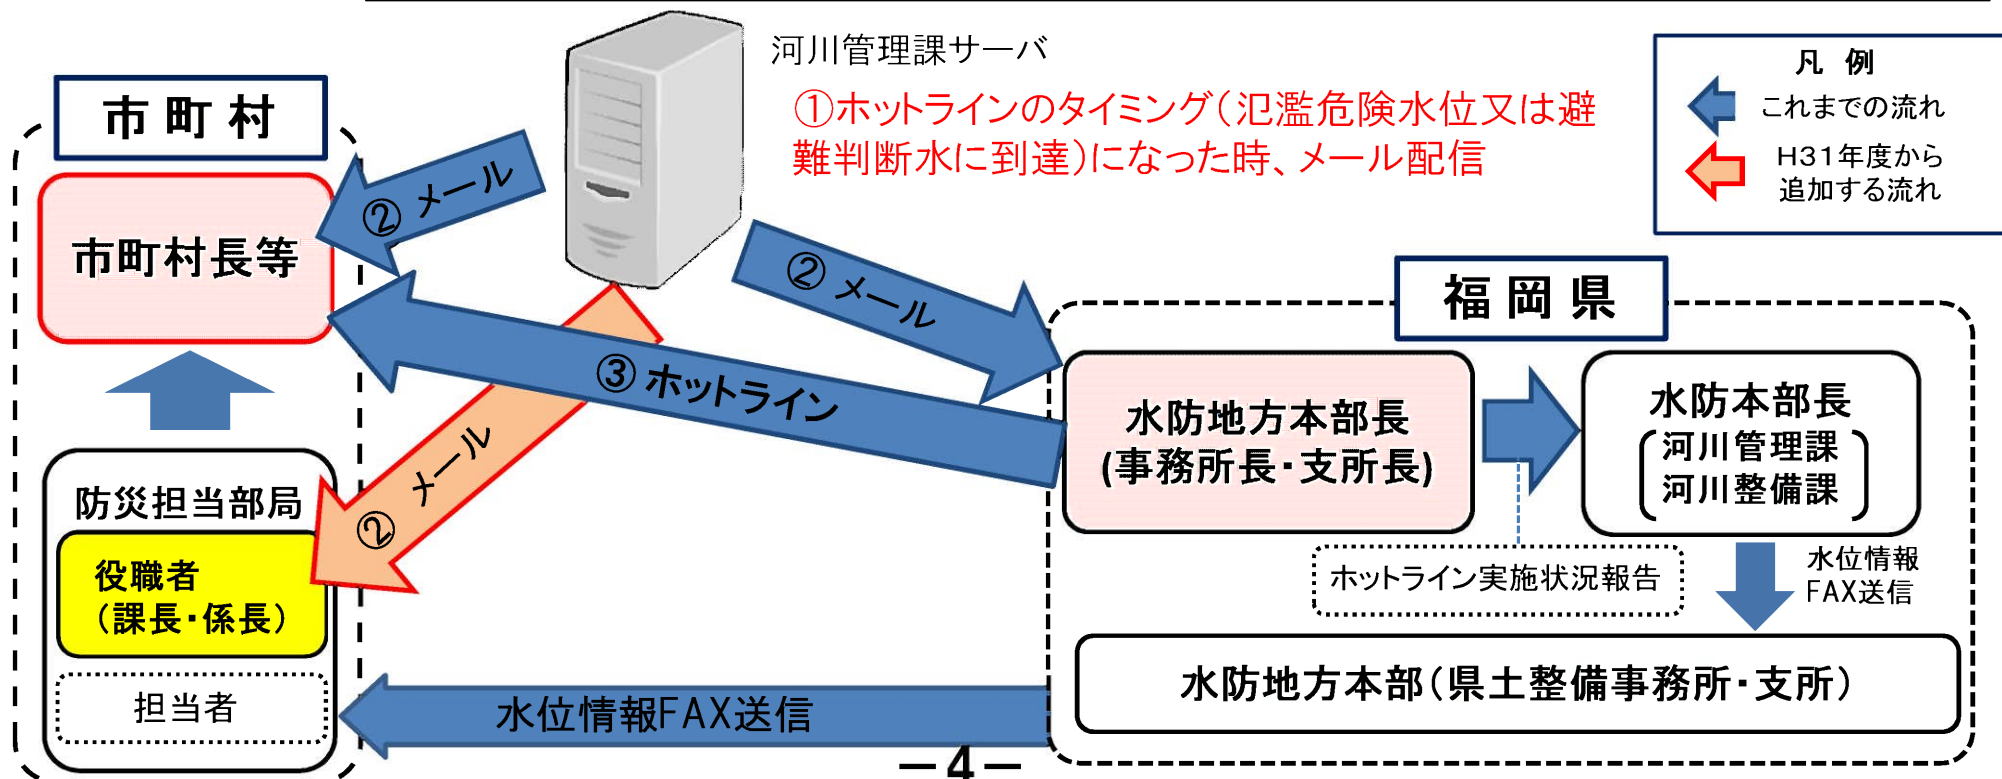 河川管理課サーバ
①ホットラインのタイミング（氾濫危険水位又は避
難判断水に到達）になった時、メール配信
凡 例
これまでの流れ
H31年度から
追加する流れ
市町村
市町村長等
② メール
② メール
② メール
③ ホットライン
防災担当部局
役職者
（課長・係長）
担当者
福岡県
水防地方本部長
(事務所長・支所長)
水防本部長
河川管理課
河川整備課
ホットライン実施状況報告
水位情報
FAX送信
水防地方本部（県土整備事務所・支所）
水位情報FAX送信
－4－